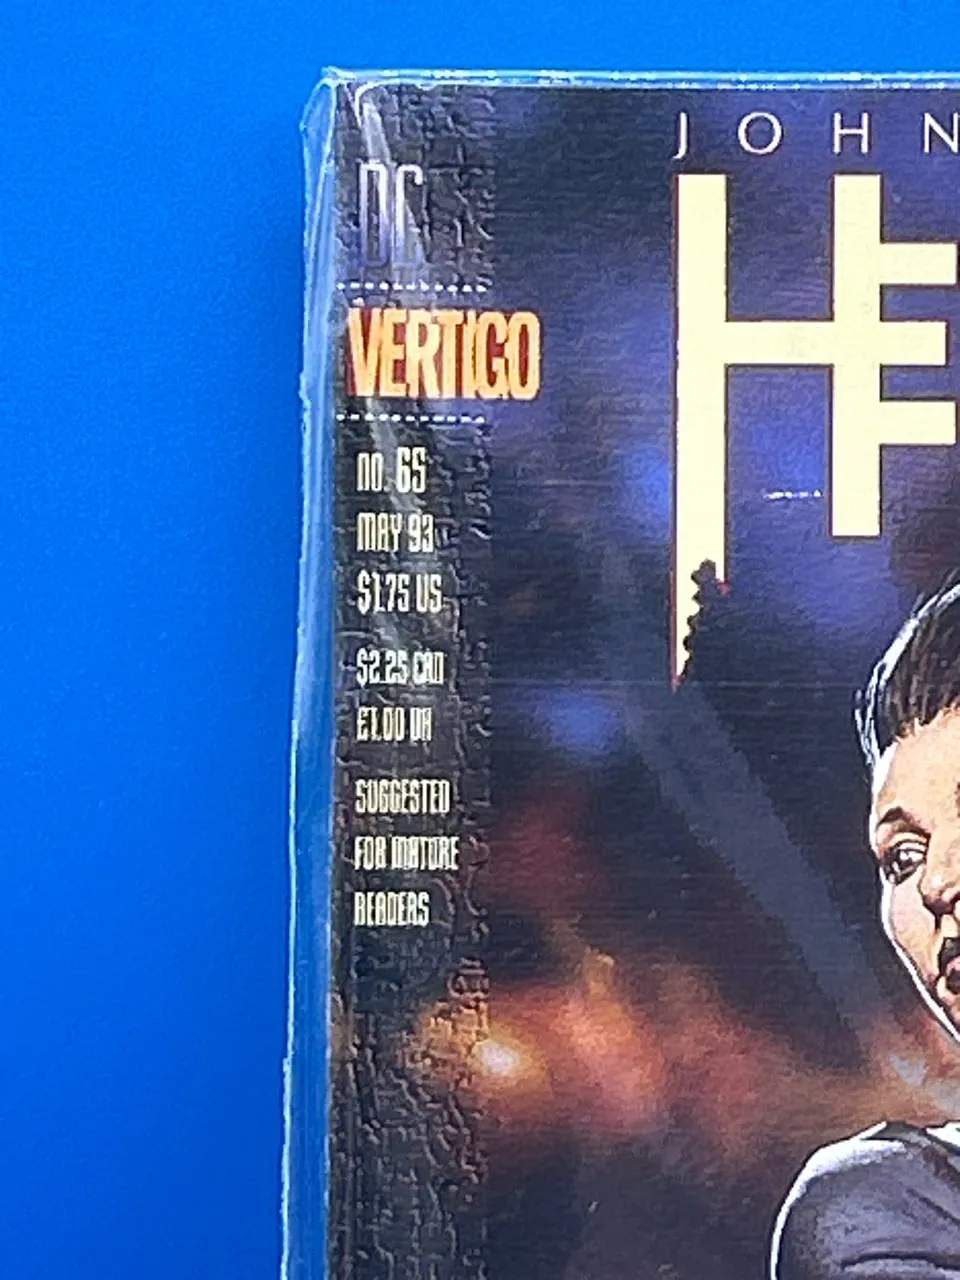 JOHN
HE
DC
VERTIGO
no. 65
MAY 93
$1.75 US
$2.25 CAN
£1.00 UK
SUGGESTED
FOR MATURE
READERS